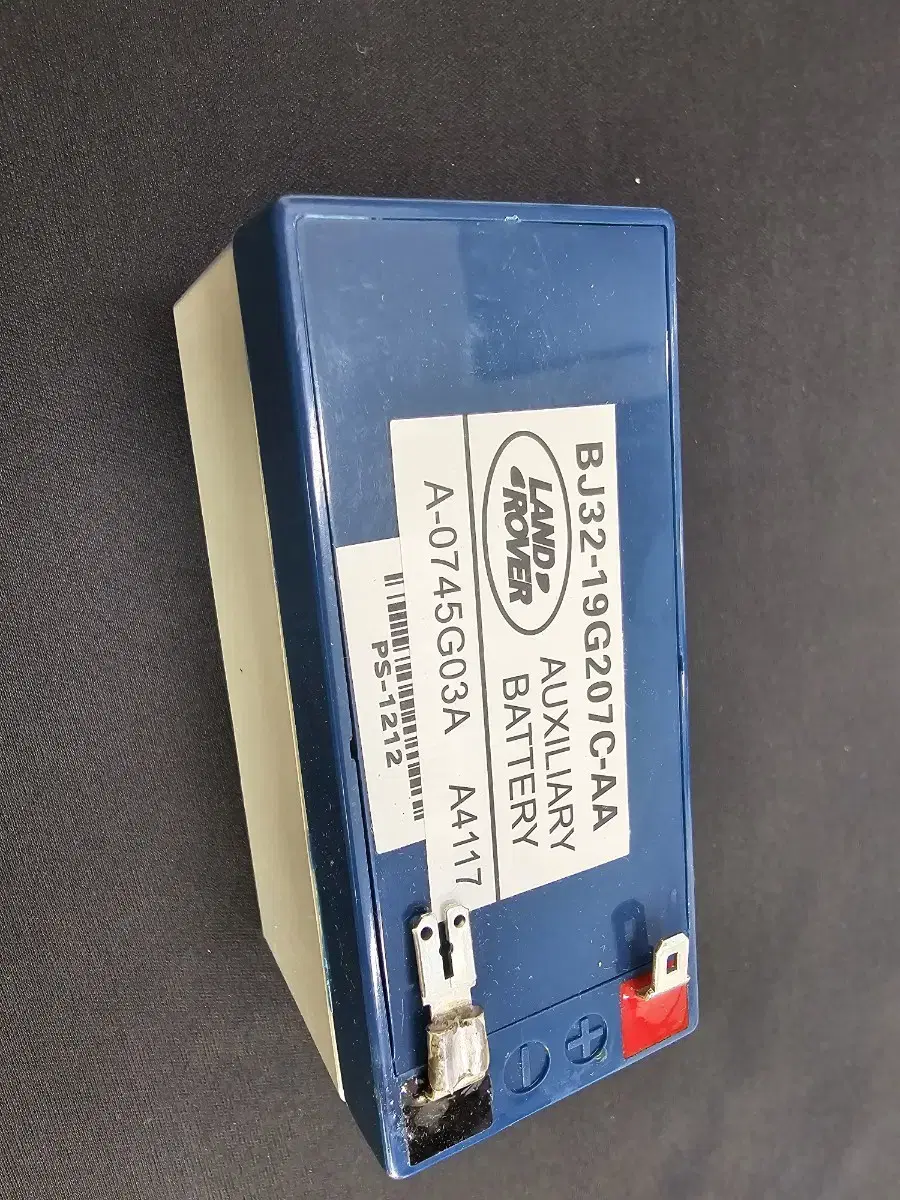 BJ32-19G207C-AA
LAND
ROVER
AUXILIARY
BATTERY
A-0745G03A A4117
PS-1212
+
-